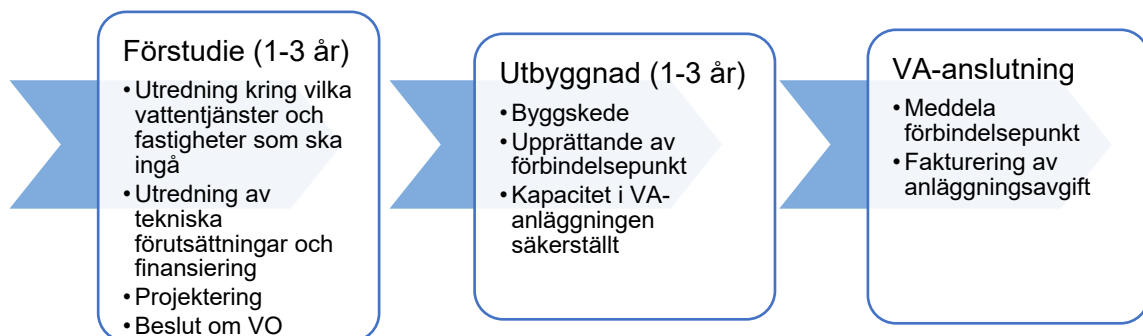 Förstudie (1-3 år)
• Utredning kring vilka
vattentjänster och
fastigheter som ska
ingå
• Utredning av
tekniska
förutsättningar och
finansiering
• Projektering
• Beslut om VO
Utbyggnad (1-3 år)
• Byggskede
• Upprättande av
förbindelsepunkt
• Kapacitet i VA-
anläggningen
säkerställt
VA-anslutning
• Meddela
förbindelsepunkt
• Fakturering av
anläggningsavgift